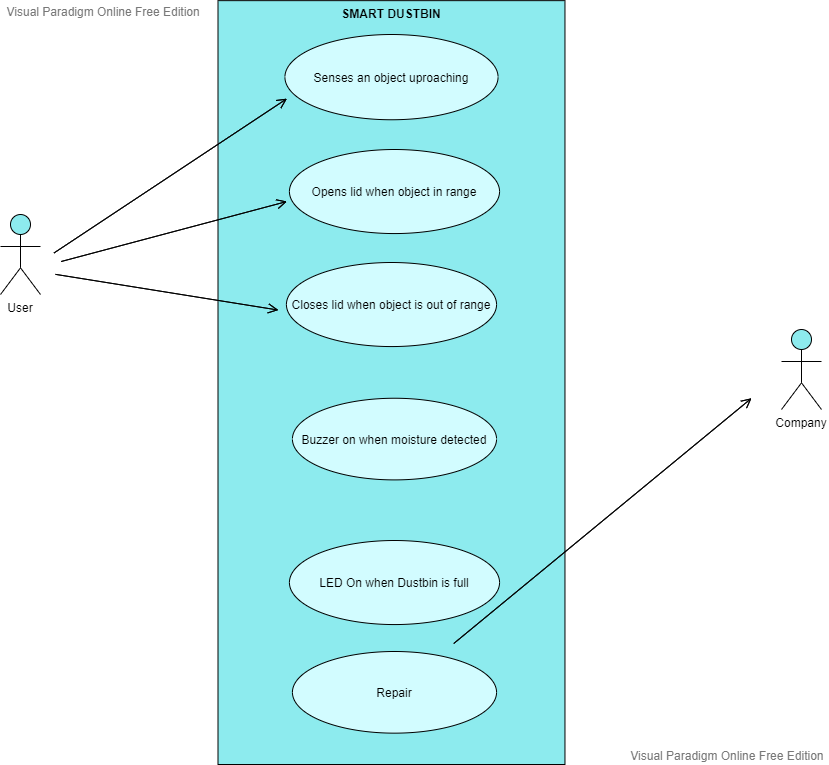 Visual Paradigm Online Free Edition
SMART DUSTBIN
Senses an object uproaching
Opens lid when object in range
User
Closes lid when object is out of range
Company
Buzzer on when moisture detected
LED On when Dustbin is full
Repair
Visual Paradigm Online Free Edition